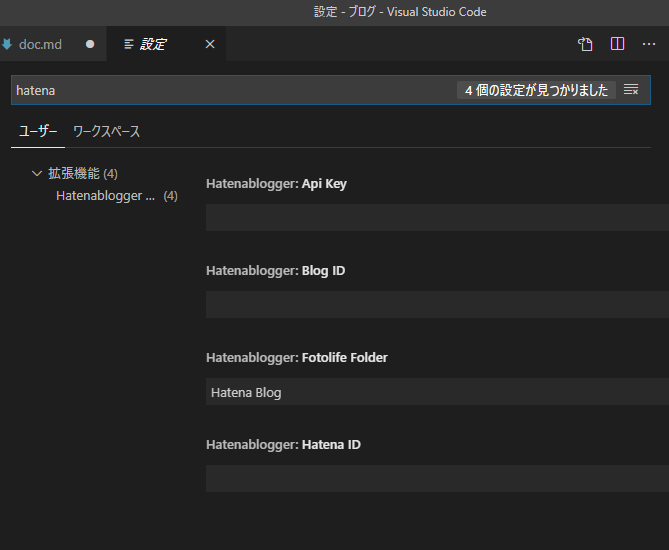 設定 - ブログ - Visual Studio Code
doc.md
設定
hatena
4 個の設定が見つかりました
ユーザー ワークスペース
拡張機能 (4)
Hatenablogger ... (4)
Hatenablogger: Api Key
Hatenablogger: Blog ID
Hatenablogger: Fotolife Folder
Hatena Blog
Hatenablogger: Hatena ID